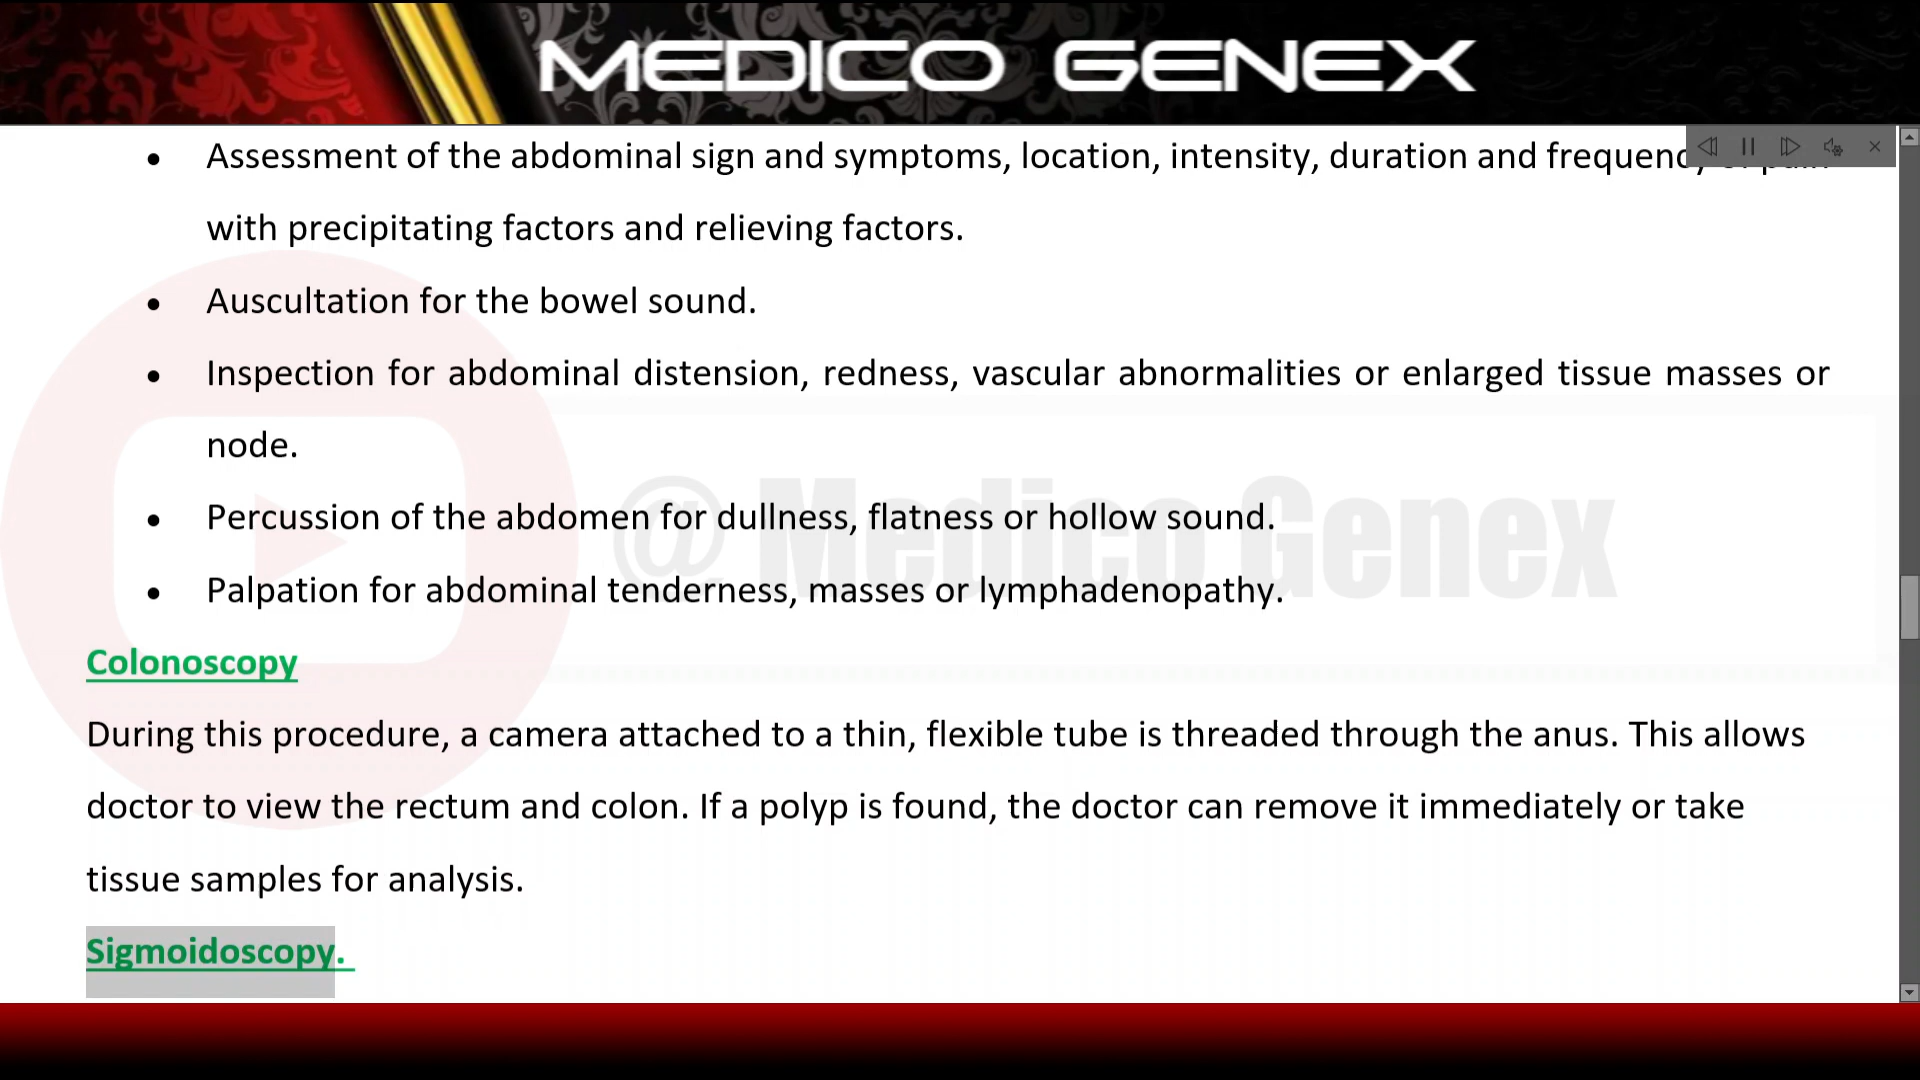 MEDICO GENEX
• Assessment of the abdominal sign and symptoms, location, intensity, duration and frequency of pain
with precipitating factors and relieving factors.
• Auscultation for the bowel sound.
• Inspection for abdominal distension, redness, vascular abnormalities or enlarged tissue masses or
node.
@ Medico Genex
• Percussion of the abdomen for dullness, flatness or hollow sound.
• Palpation for abdominal tenderness, masses or lymphadenopathy.
Colonoscopy
During this procedure, a camera attached to a thin, flexible tube is threaded through the anus. This allows
doctor to view the rectum and colon. If a polyp is found, the doctor can remove it immediately or take
tissue samples for analysis.
Sigmoidoscopy.